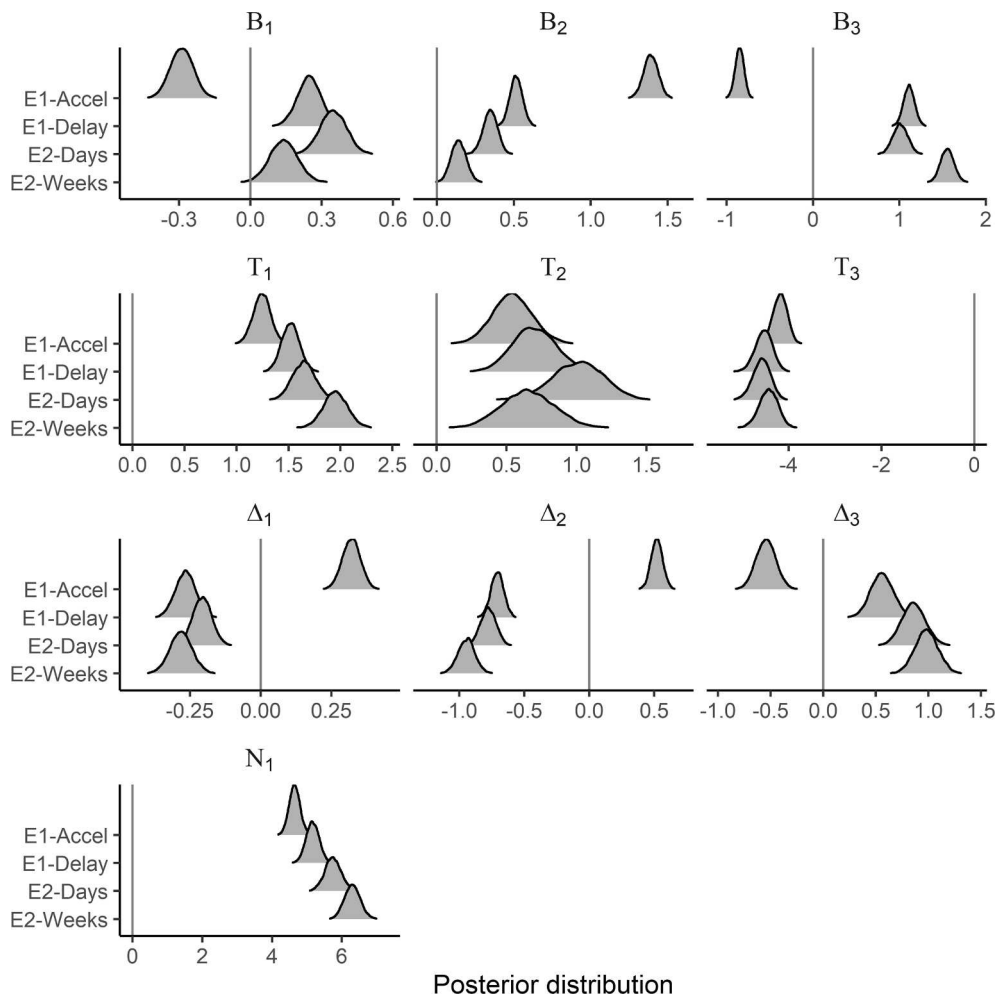 B₁ B₂ B₃
E1-Accel
E1-Delay
E2-Days
E2-Weeks
-0.3 0.0 0.3 0.6 0.0 0.5 1.0 1.5 -1 0 1 2
T₁ T₂ T₃
E1-Accel
E1-Delay
E2-Days
E2-Weeks
0.0 0.5 1.0 1.5 2.0 2.5 0.0 0.5 1.0 1.5 -4 -2 0
Δ₁ Δ₂ Δ₃
E1-Accel
E1-Delay
E2-Days
E2-Weeks
-0.25 0.00 0.25 -1.0 -0.5 0.0 0.5 -1.0 -0.5 0.0 0.5 1.0 1.5
N₁
E1-Accel
E1-Delay
E2-Days
E2-Weeks
0 2 4 6
Posterior distribution